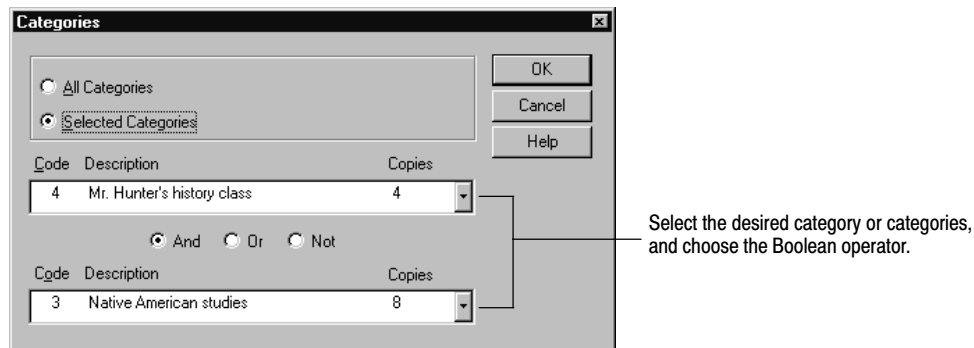 Categories
All Categories
Selected Categories
OK
Cancel
Help
Code Description Copies
4 Mr. Hunter's history class 4
And Or Not
Code Description Copies
3 Native American studies 8
Select the desired category or categories,
and choose the Boolean operator.